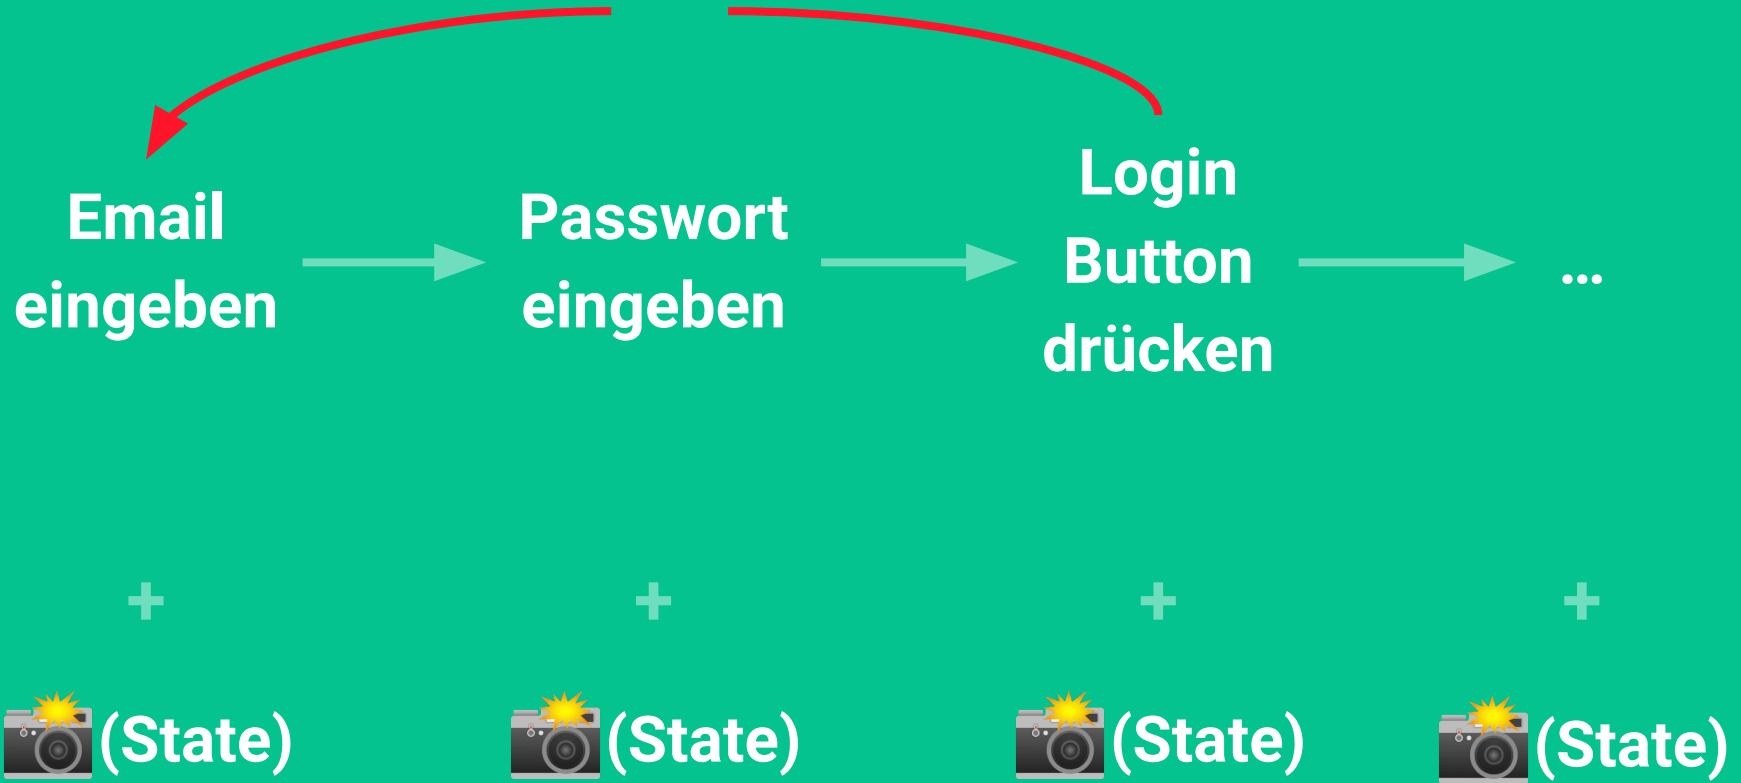 Email
eingeben
Passwort
eingeben
Login
Button
drücken
...
+
+
+
+
(State)
(State)
(State)
(State)